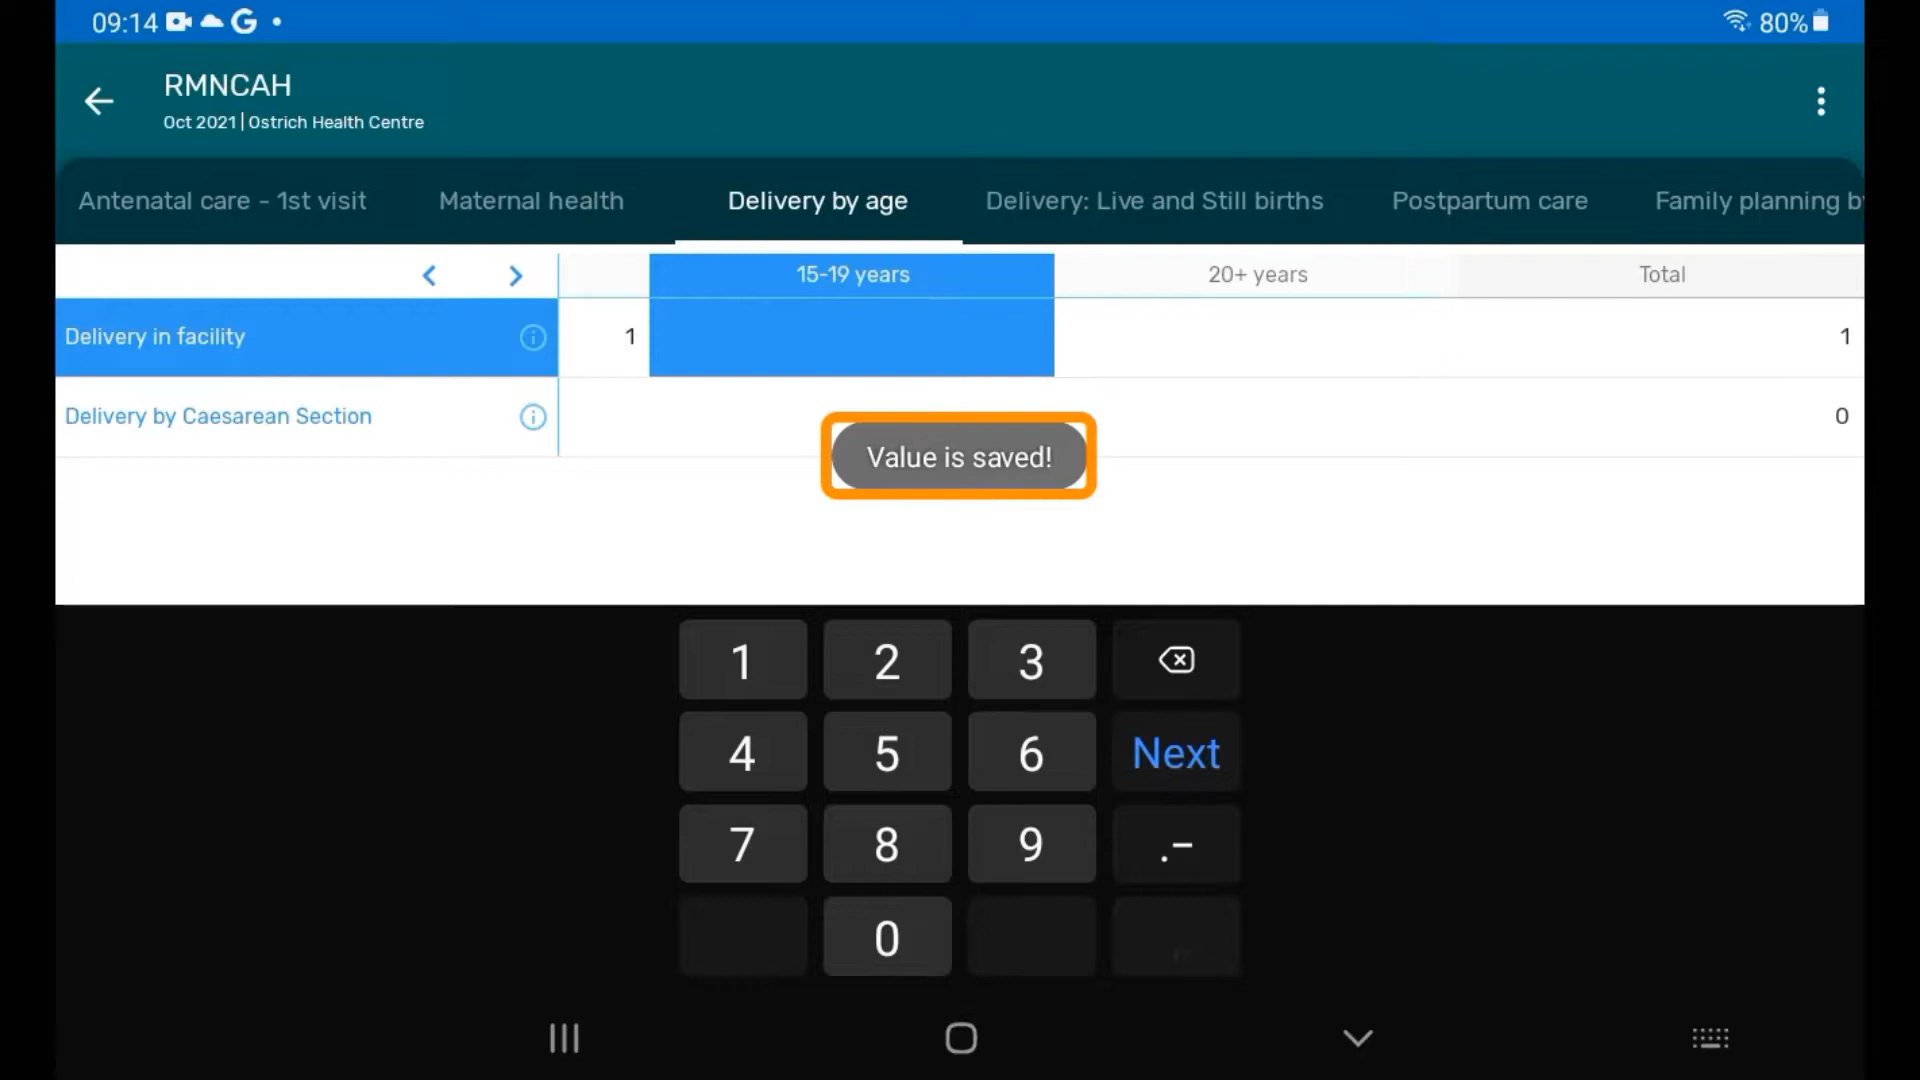 09:14
80%
RMNCAH
Oct 2021 | Ostrich Health Centre
Antenatal care - 1st visit
Maternal health
Delivery by age
Delivery: Live and Still births
Postpartum care
Family planning b
15-19 years
20+ years
Total
Delivery in facility
1
1
Delivery by Caesarean Section
0
Value is saved!
1 2 3
4 5 6 Next
7 8 9 .-
0